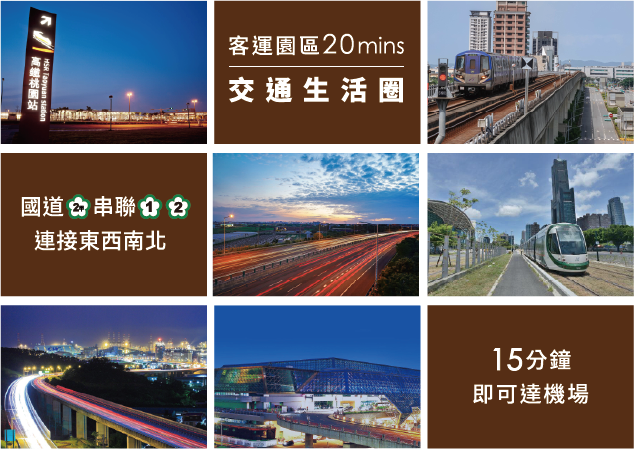 高鐵桃園站
HSR Taoyuan station
客運園區20mins
交通生活圈
國道2甲串聯1 2
連接東西南北
15分鐘
即可達機場